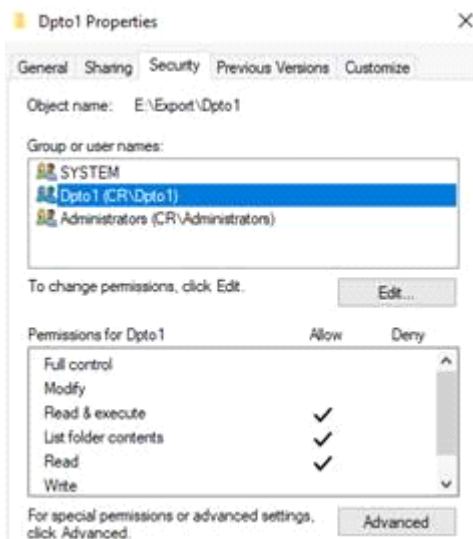 Dpto1 Properties
General Sharing Security Previous Versions Customize
Object name: E:\Export\Dpto1
Group or user names:
SYSTEM
Dpto1 (CR\Dpto1)
Administrators (CR\Administrators)
To change permissions, click Edit.
Edit...
Permissions for Dpto1 Allow Deny
Full control
Modify
Read & execute
List folder contents
Read
Write
For special permissions or advanced settings,
click Advanced.
Advanced